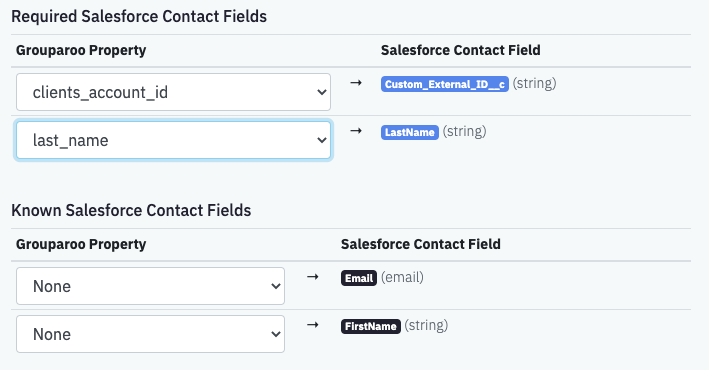 Required Salesforce Contact Fields
Grouparoo Property Salesforce Contact Field
clients_account_id → Custom_External_ID__c (string)
last_name → LastName (string)
Known Salesforce Contact Fields
Grouparoo Property Salesforce Contact Field
None → Email (email)
None → FirstName (string)